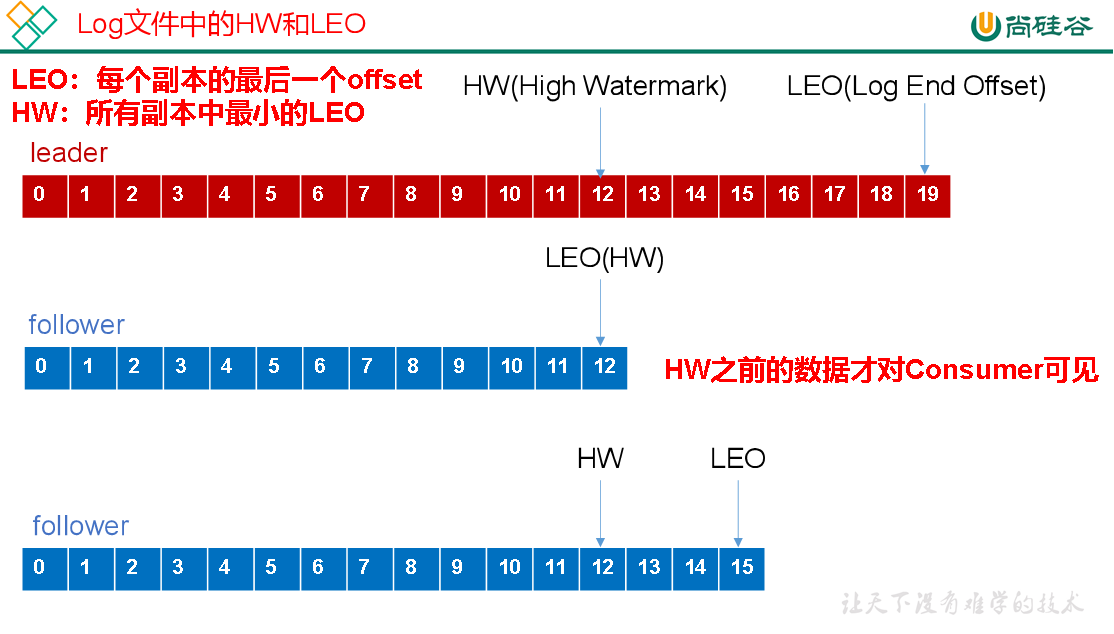 Log文件中的HW和LEO
尚硅谷
LEO：每个副本的最后一个offset
HW：所有副本中最小的LEO
HW(High Watermark)
LEO(Log End Offset)
leader
0 1 2 3 4 5 6 7 8 9 10 11 12 13 14 15 16 17 18 19
LEO(HW)
follower
0 1 2 3 4 5 6 7 8 9 10 11 12
HW之前的数据才对Consumer可见
HW
LEO
follower
0 1 2 3 4 5 6 7 8 9 10 11 12 13 14 15
让天下没有难学的技术